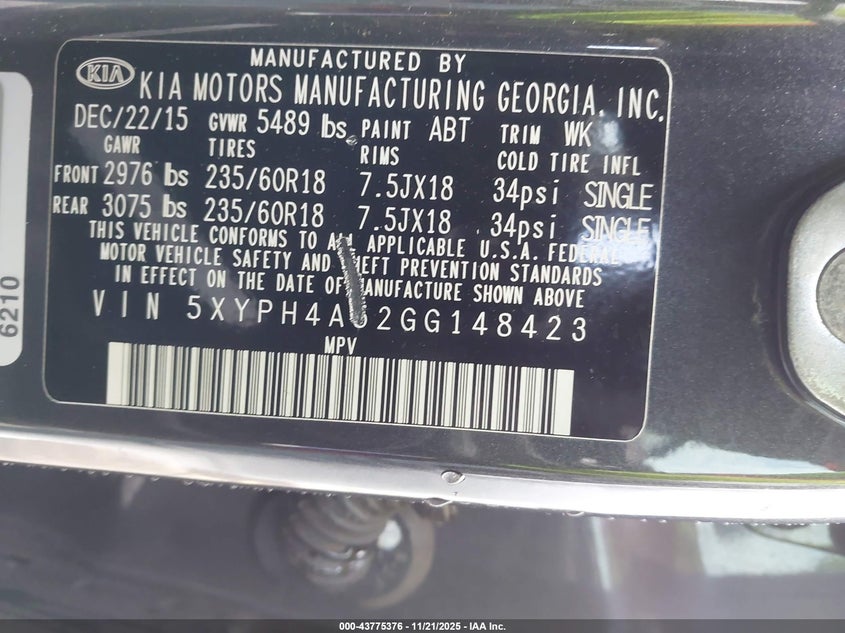 MANUFACTURED BY
KIA KIA MOTORS MANUFACTURING GEORGIA, INC.
DEC/22/15 GVWR 5489 lbs PAINT ABT TRIM WK
GAWR TIRES RIMS COLD TIRE INFL
FRONT 2976 lbs 235/60R18 7.5JX18 34psi SINGLE
REAR 3075 lbs 235/60R18 7.5JX18 34psi SINGLE
THIS VEHICLE CONFORMS TO ALL APPLICABLE U.S.A. FEDERAL
MOTOR VEHICLE SAFETY AND THEFT PREVENTION STANDARDS
IN EFFECT ON THE DATE OF MANUFACTURE SHOWN ABOVE
VIN 5XYPH4A52GG148423
MPV
6210
000-43775376 - 11/21/2025 - IAA Inc.